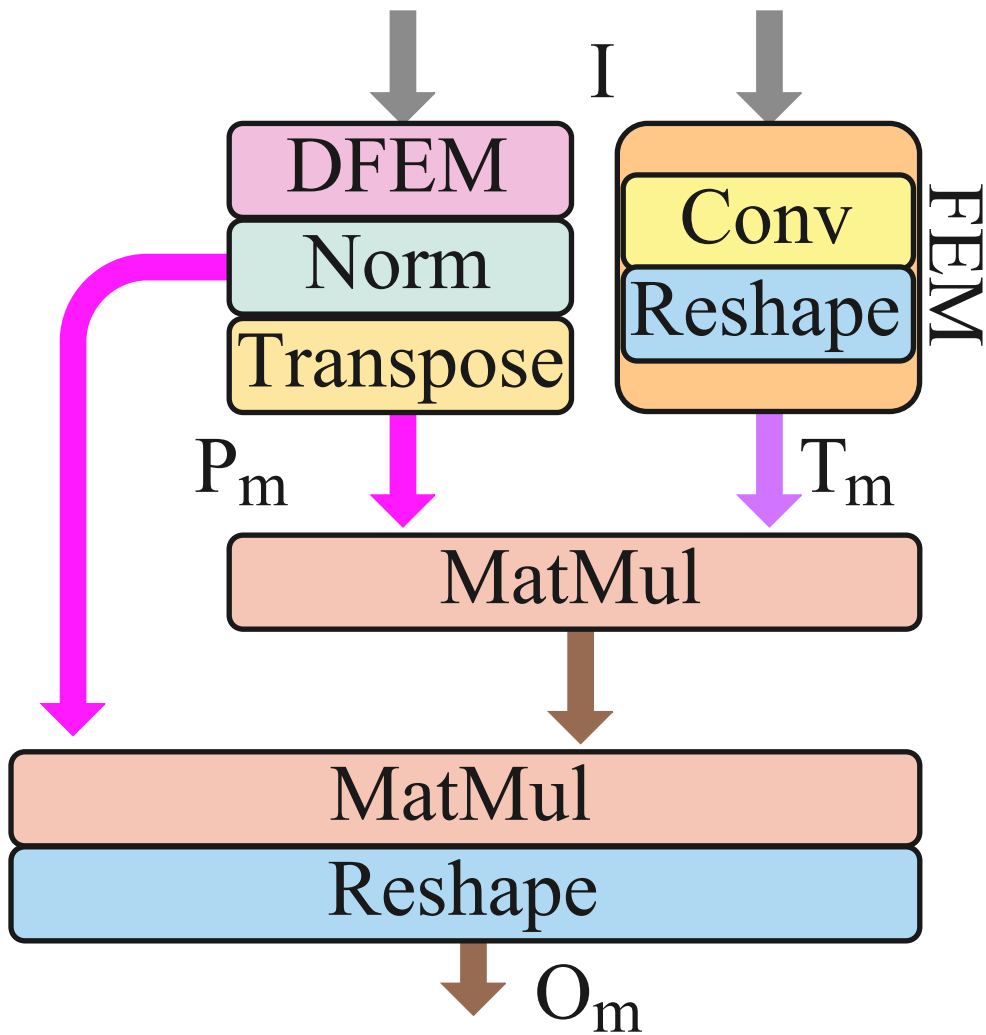 I
DFEM
Norm
Transpose
Conv
Reshape
FEM
Pm
Tm
MatMul
MatMul
Reshape
Om